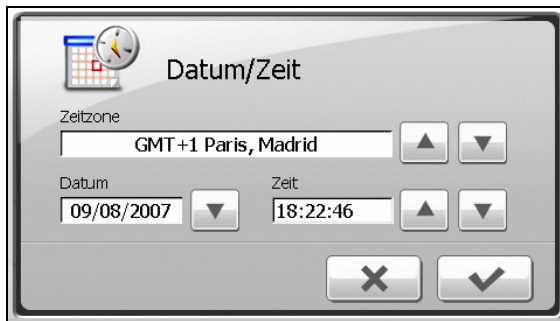 Datum/Zeit
Zeitzone
GMT+1 Paris, Madrid
Datum Zeit
09/08/2007 18:22:46